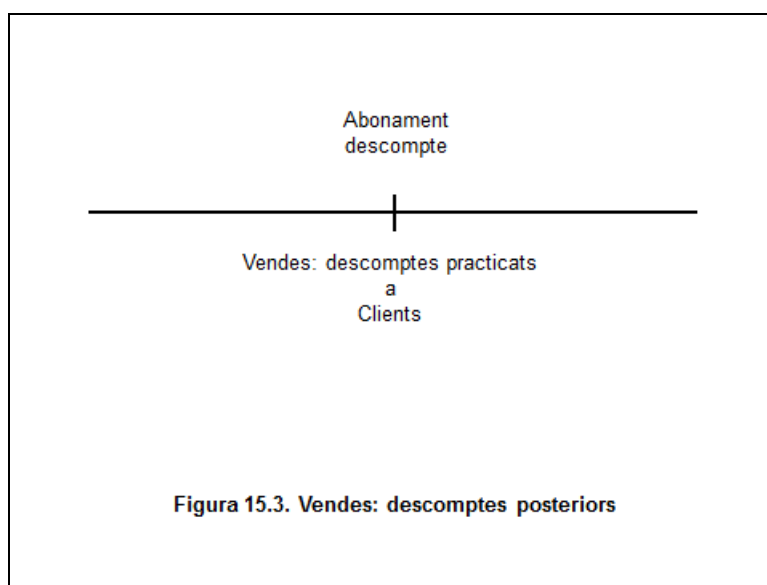 Abonament
descompte
Vendes: descomptes practicats
a
Clients
Figura 15.3. Vendes: descomptes posteriors